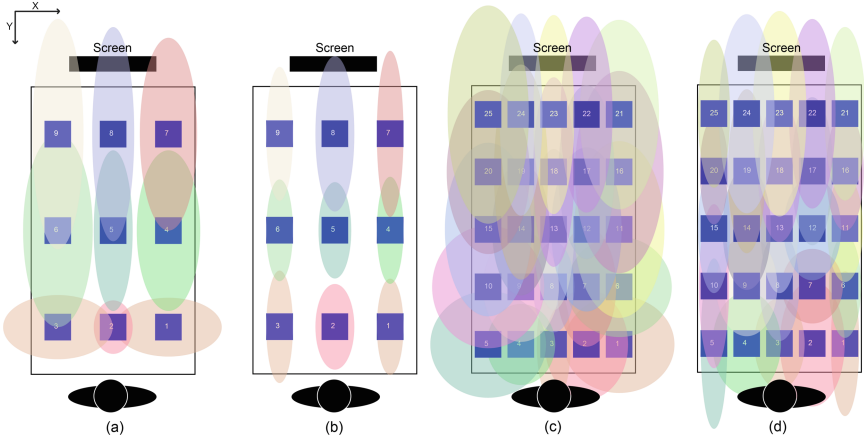 X
Y
Screen
9 8 7
6 5 4
3 2 1
(a)
Screen
9 8 7
6 5 4
3 2 1
(b)
Screen
25 24 23 22 21
20 19 18 17 16
15 14 13 12 11
10 7
5 4 3 2 1
(c)
Screen
25 24 23 22 21
20 19 18 17 16
15 14 13 12 11
10 9 8 7 6
5 4 3 2 1
(d)